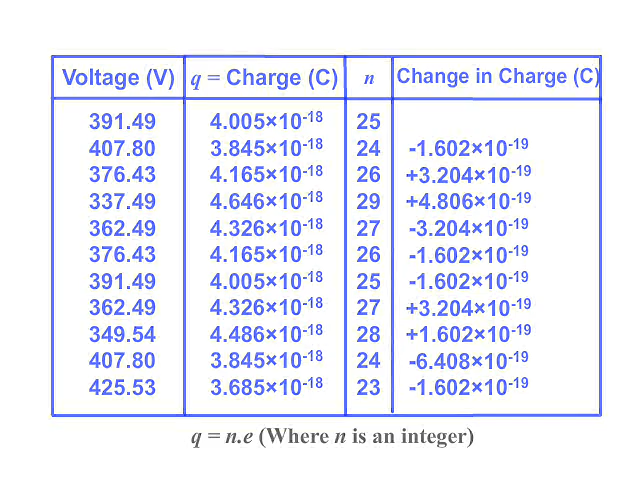 Voltage (V) q = Charge (C) n Change in Charge (C)
391.49 4.005×10⁻¹⁸ 25
407.80 3.845×10⁻¹⁸ 24 -1.602×10⁻¹⁹
376.43 4.165×10⁻¹⁸ 26 +3.204×10⁻¹⁹
337.49 4.646×10⁻¹⁸ 29 +4.806×10⁻¹⁹
362.49 4.326×10⁻¹⁸ 27 -3.204×10⁻¹⁹
376.43 4.165×10⁻¹⁸ 26 -1.602×10⁻¹⁹
391.49 4.005×10⁻¹⁸ 25 -1.602×10⁻¹⁹
362.49 4.326×10⁻¹⁸ 27 +3.204×10⁻¹⁹
349.54 4.486×10⁻¹⁸ 28 +1.602×10⁻¹⁹
407.80 3.845×10⁻¹⁸ 24 -6.408×10⁻¹⁹
425.53 3.685×10⁻¹⁸ 23 -1.602×10⁻¹⁹
q = n.e (Where n is an integer)